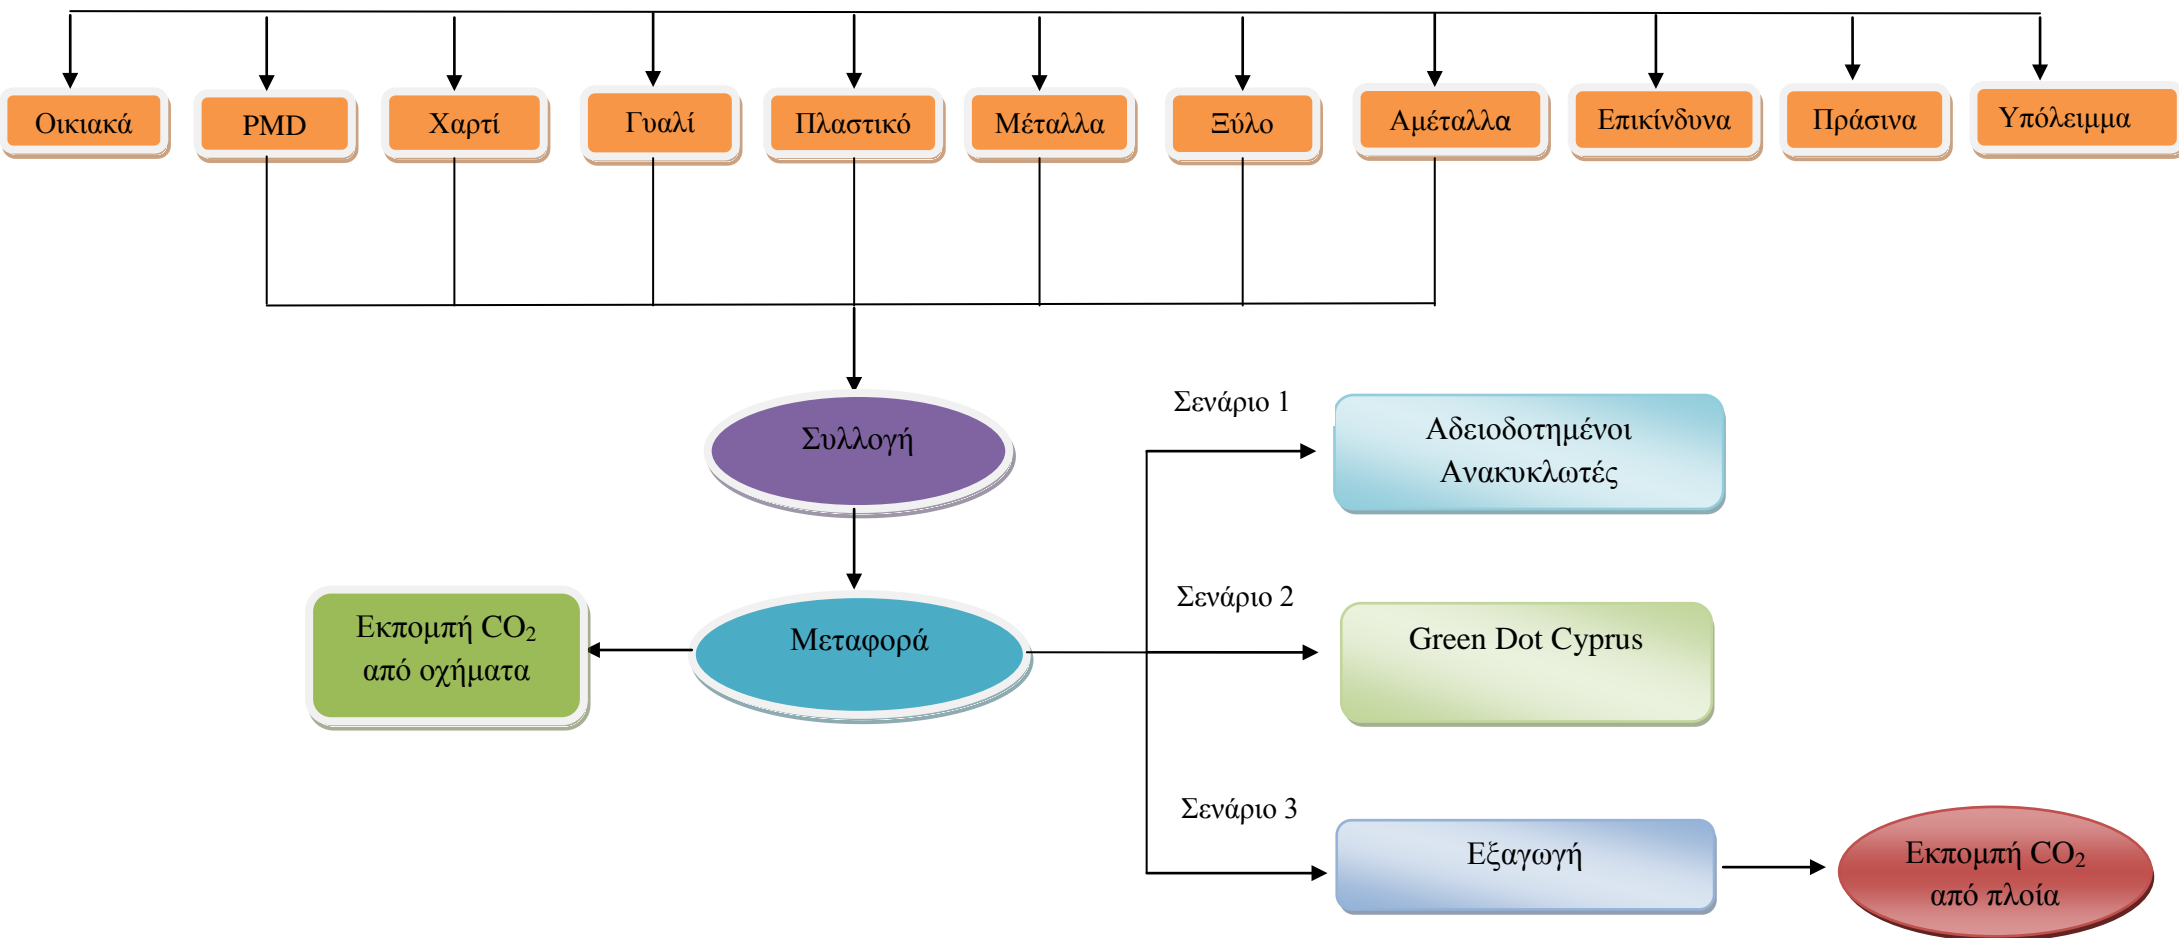 Οικιακά
PMD
Χαρτί
Γυαλί
Πλαστικό
Μέταλλα
Ξύλο
Αμέταλλα
Επικίνδυνα
Πράσινα
Υπόλειμμα
Συλλογή
Σενάριο 1
Αδειοδοτημένοι
Ανακυκλωτές
Εκπομπή CO₂
από οχήματα
Μεταφορά
Σενάριο 2
Green Dot Cyprus
Σενάριο 3
Εξαγωγή
Εκπομπή CO₂
από πλοία